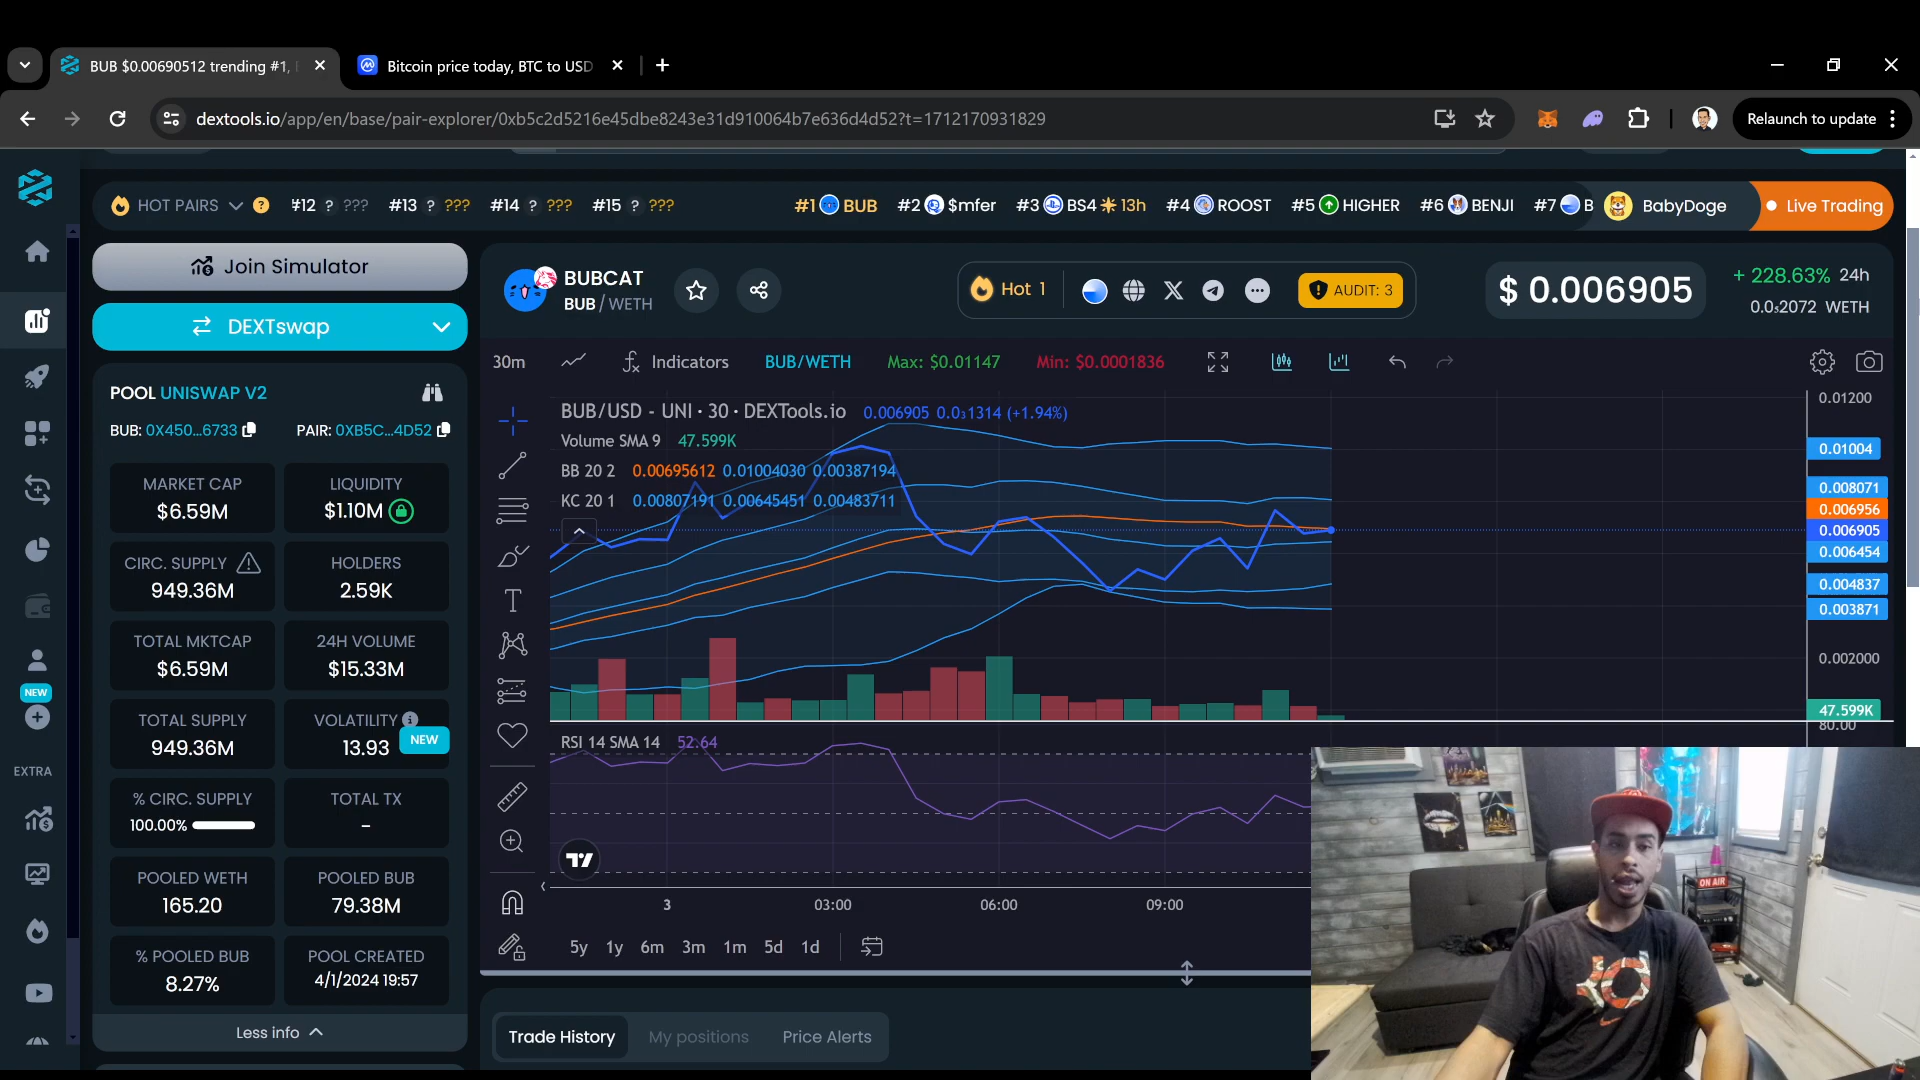 BUB $0.00690512 trending #1,
Bitcoin price today, BTC to USD
dextools.io/app/en/base/pair-explorer/0xb5c2d5216e45dbe8243e31d910064b7e636d4d52?t=1712170931829
Relaunch to update
HOT PAIRS
?
#12 ? ???
#13 ? ???
#14 ? ???
#15 ? ???
#1 BUB
#2 $mfer
#3 BS4 13h
#4 ROOST
#5 HIGHER
#6 BENJI
#7 B
BabyDoge
Live Trading
Join Simulator
DEXTswap
BUBCAT
BUB / WETH
Hot 1
AUDIT: 3
$ 0.006905
+ 228.63% 24h
0.0₅2072 WETH
30m
Indicators
BUB/WETH
Max: $0.01147
Min: $0.0001836
POOL UNISWAP V2
BUB: 0X450...6733
PAIR: 0XB5C...4D52
MARKET CAP
$6.59M
LIQUIDITY
$1.10M
CIRC. SUPPLY
949.36M
HOLDERS
2.59K
TOTAL MKTCAP
$6.59M
24H VOLUME
$15.33M
TOTAL SUPPLY
949.36M
VOLATILITY
13.93
NEW
% CIRC. SUPPLY
100.00%
TOTAL TX
–
POOLED WETH
165.20
POOLED BUB
79.38M
% POOLED BUB
8.27%
POOL CREATED
4/1/2024 19:57
Less info
NEW
EXTRA
BUB/USD - UNI · 30 · DEXTools.io 0.006905 0.0₃1314 (+1.94%)
Volume SMA 9 47.599K
BB 20 2 0.00695612 0.01004030 0.00387194
KC 20 1 0.00807191 0.00645451 0.00483711
0.01200
0.01004
0.008071
0.006956
0.006905
0.006454
0.004837
0.003871
0.002000
47.599K
80.00
RSI 14 SMA 14 52.64
3
03:00
06:00
09:00
5y 1y 6m 3m 1m 5d 1d
Trade History
My positions
Price Alerts
ON AIR